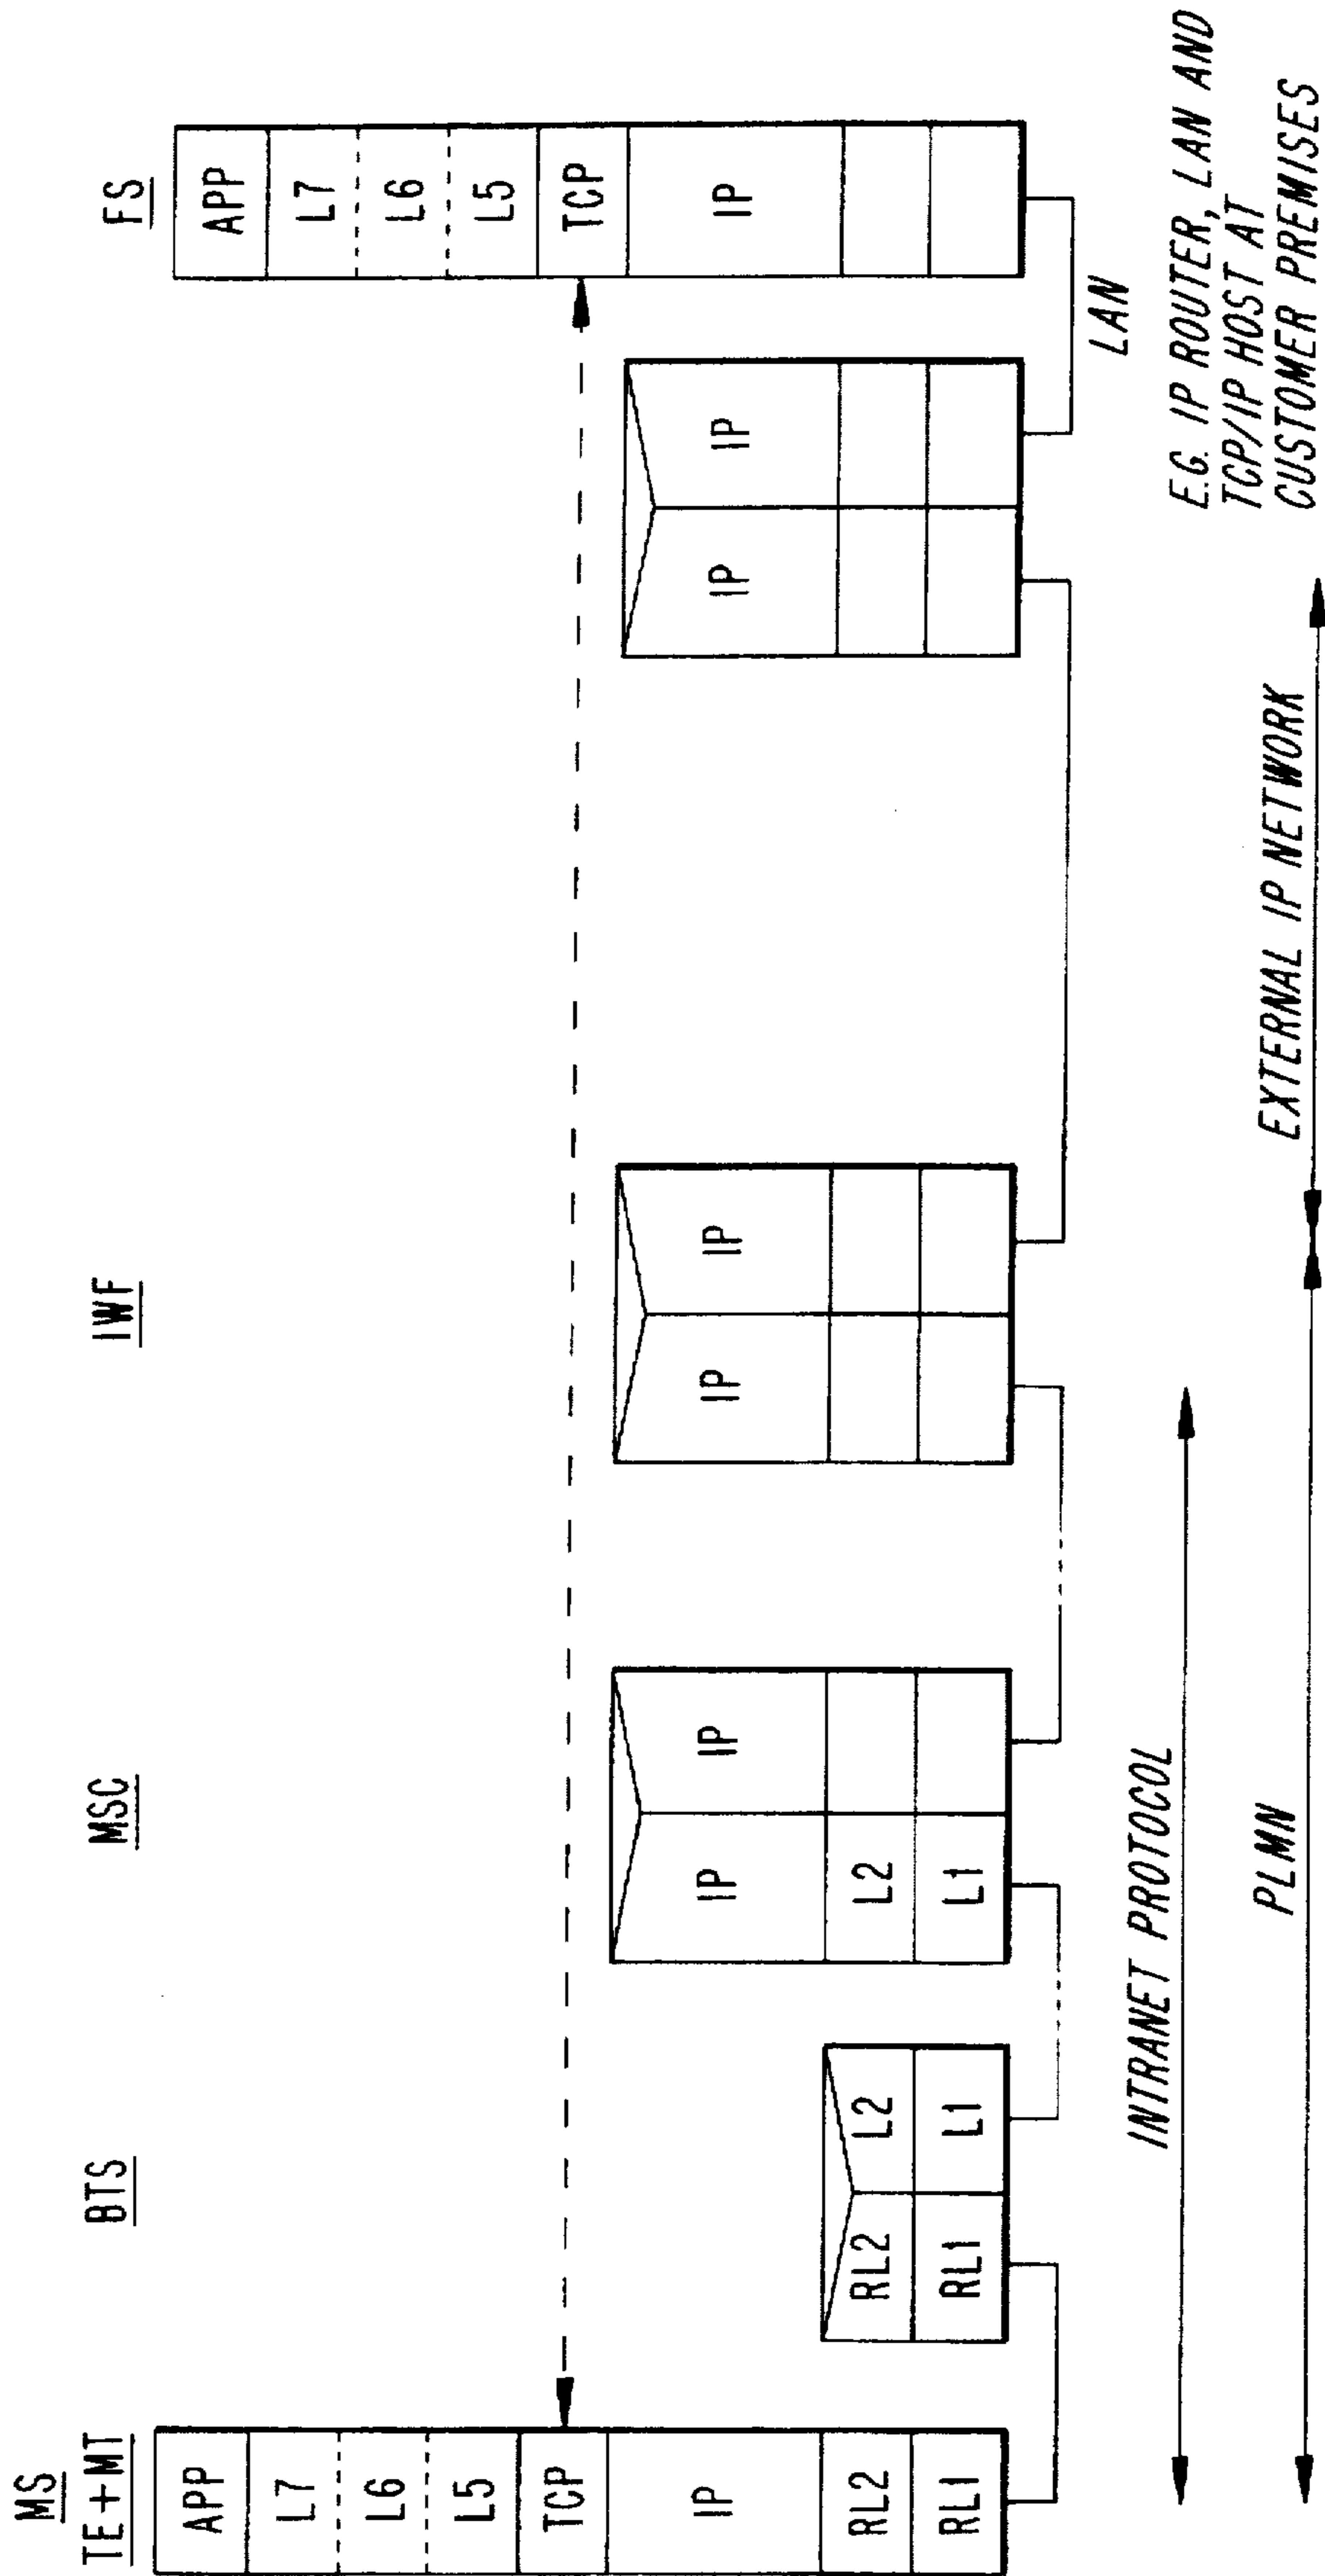 MS
TE+MT
BTS
MSC
IWF
FS
APP
L7
L6
L5
TCP
IP
RL2
RL1
RL2
L2
RL1
L1
IP
IP
L2
L1
IP
IP
IP
IP
APP
L7
L6
L5
TCP
IP
LAN
INTRANET PROTOCOL
PLMN
EXTERNAL IP NETWORK
E.G. IP ROUTER, LAN AND
TCP/IP HOST AT
CUSTOMER PREMISES